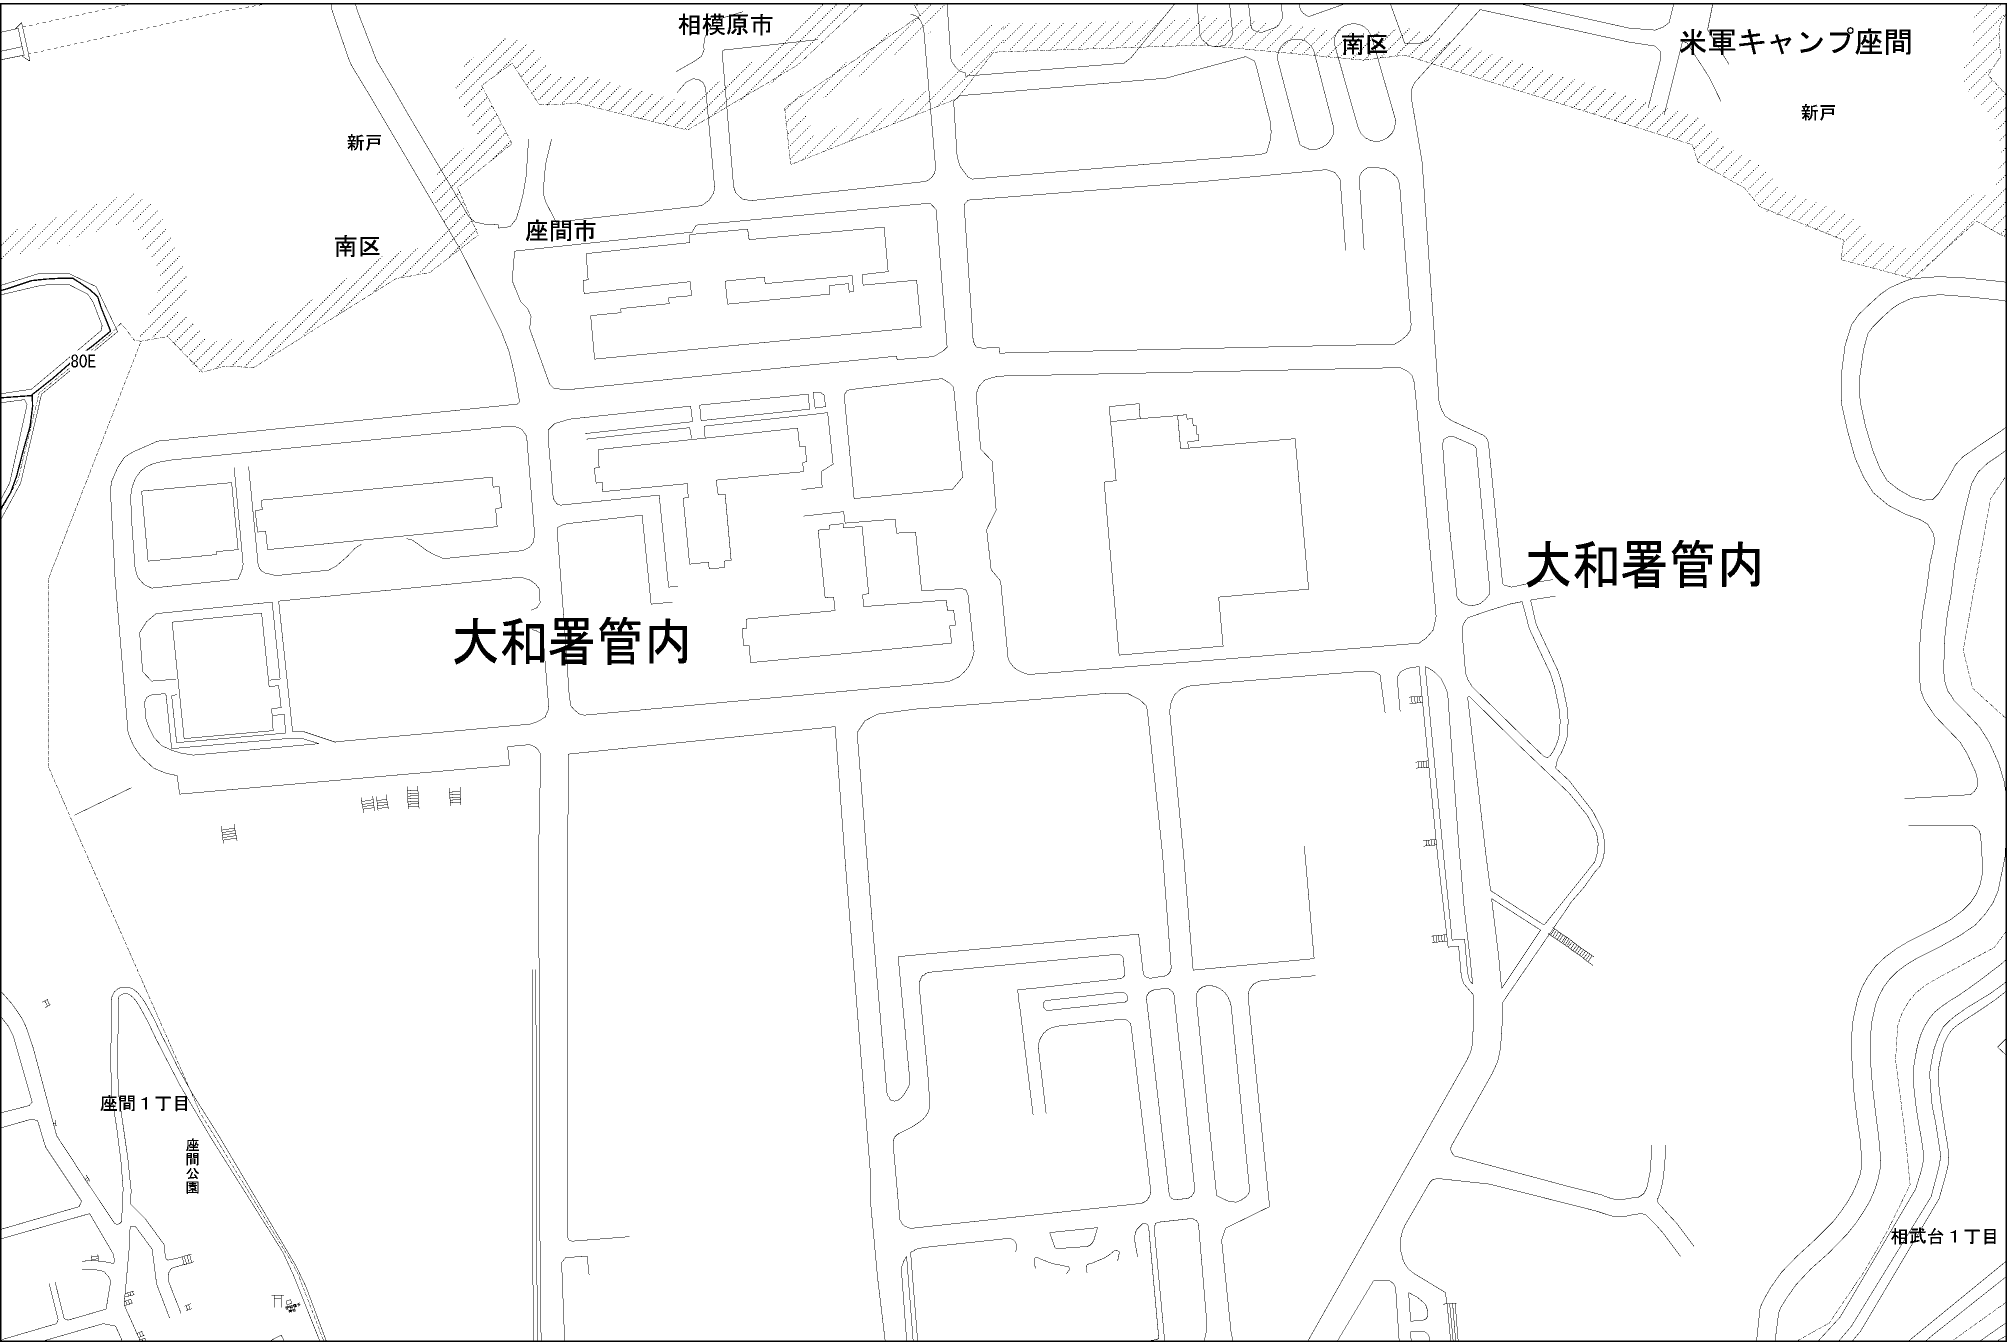 相模原市
南区
米軍キャンプ座間
新戸
新戸
座間市
南区
80E
大和署管内
大和署管内
座間１丁目
座間公園
相武台１丁目